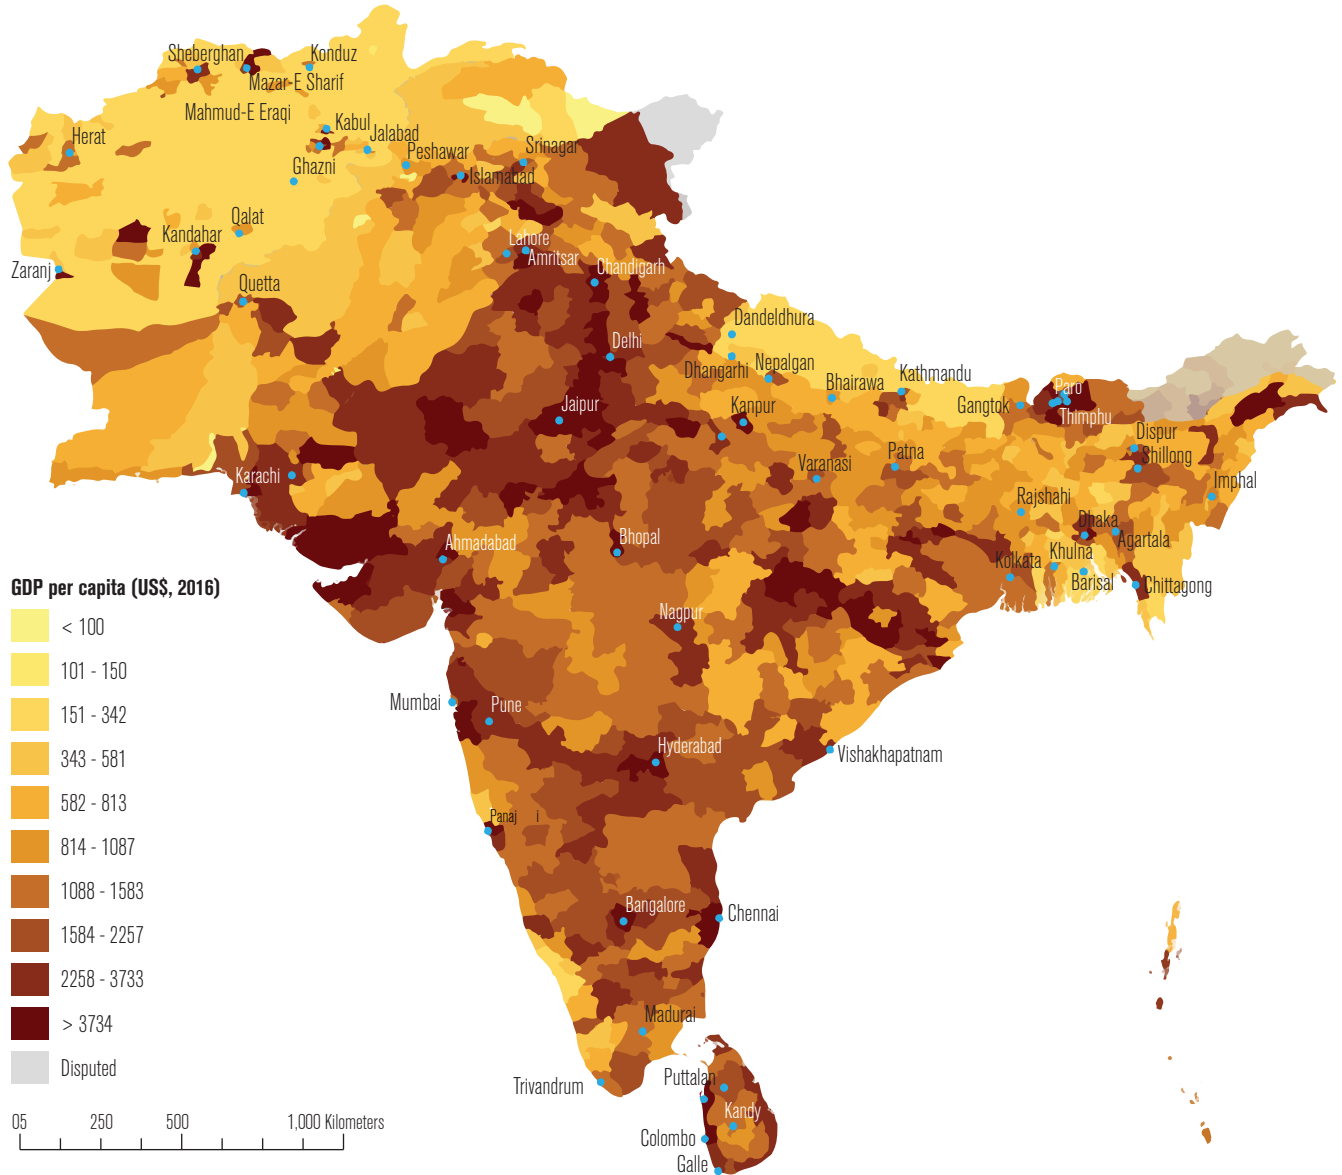 Sheberghan
Konduz
Mazar-E Sharif
Mahmud-E Eraqi
Kabul
Jalabad
Herat
Peshawar
Srinagar
Ghazni
Islamabad
Qalat
Kandahar
Lahore
Amritsar
Zaranj
Chandigarh
Quetta
Dandeldhura
Delhi
Dhangarhi
Nepalgan
Bhairawa
Kathmandu
Paro
Gangtok
Jaipur
Kanpur
Thimphu
Dispur
Shillong
Patna
Varanasi
Karachi
Imphal
Rajshahi
Dhaka
Bhopal
Ahmadabad
Agartala
Khulna
Kolkata
Barisal
Chittagong
GDP per capita (US$, 2016)
< 100
101 - 150
151 - 342
343 - 581
582 - 813
814 - 1087
1088 - 1583
1584 - 2257
2258 - 3733
> 3734
Disputed
Nagpur
Mumbai
Pune
Hyderabad
Vishakhapatnam
Panaj i
Bangalore
Chennai
Madurai
Trivandrum
Puttalan
Kandy
Colombo
Galle
05 250 500 1,000 Kilometers